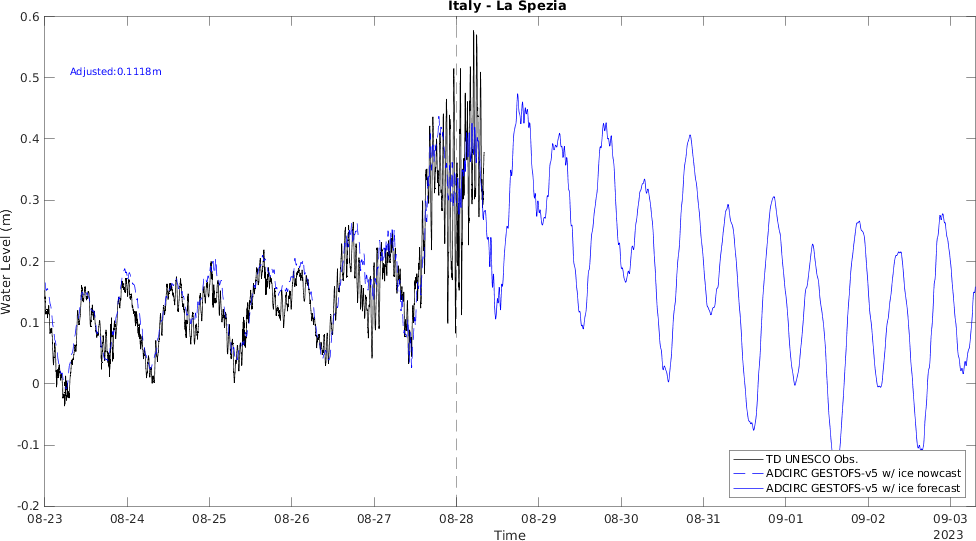 Italy - La Spezia
Adjusted:0.1118m
Water Level (m)
0.6
0.5
0.4
0.3
0.2
0.1
0
-0.1
-0.2
TD UNESCO Obs.
ADCIRC GESTOFS-v5 w/ ice nowcast
ADCIRC GESTOFS-v5 w/ ice forecast
08-23 08-24 08-25 08-26 08-27 08-28 08-29 08-30 08-31 09-01 09-02 09-03
Time
2023